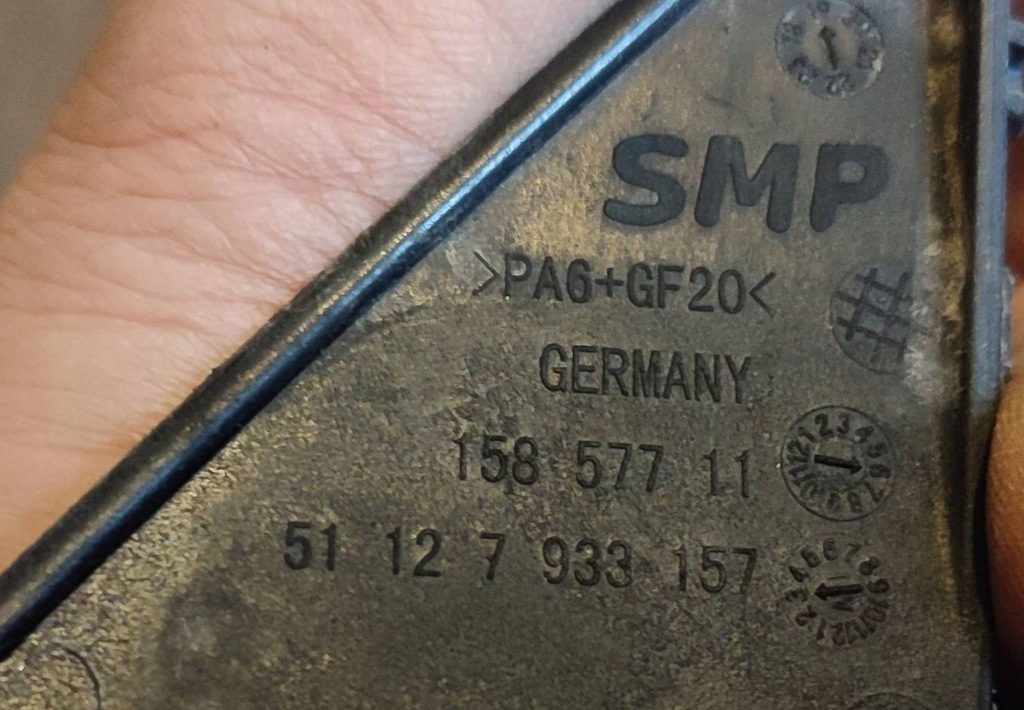 SMP
>PA6+GF20<
GERMANY
158 577 11
51 12 7 933 157